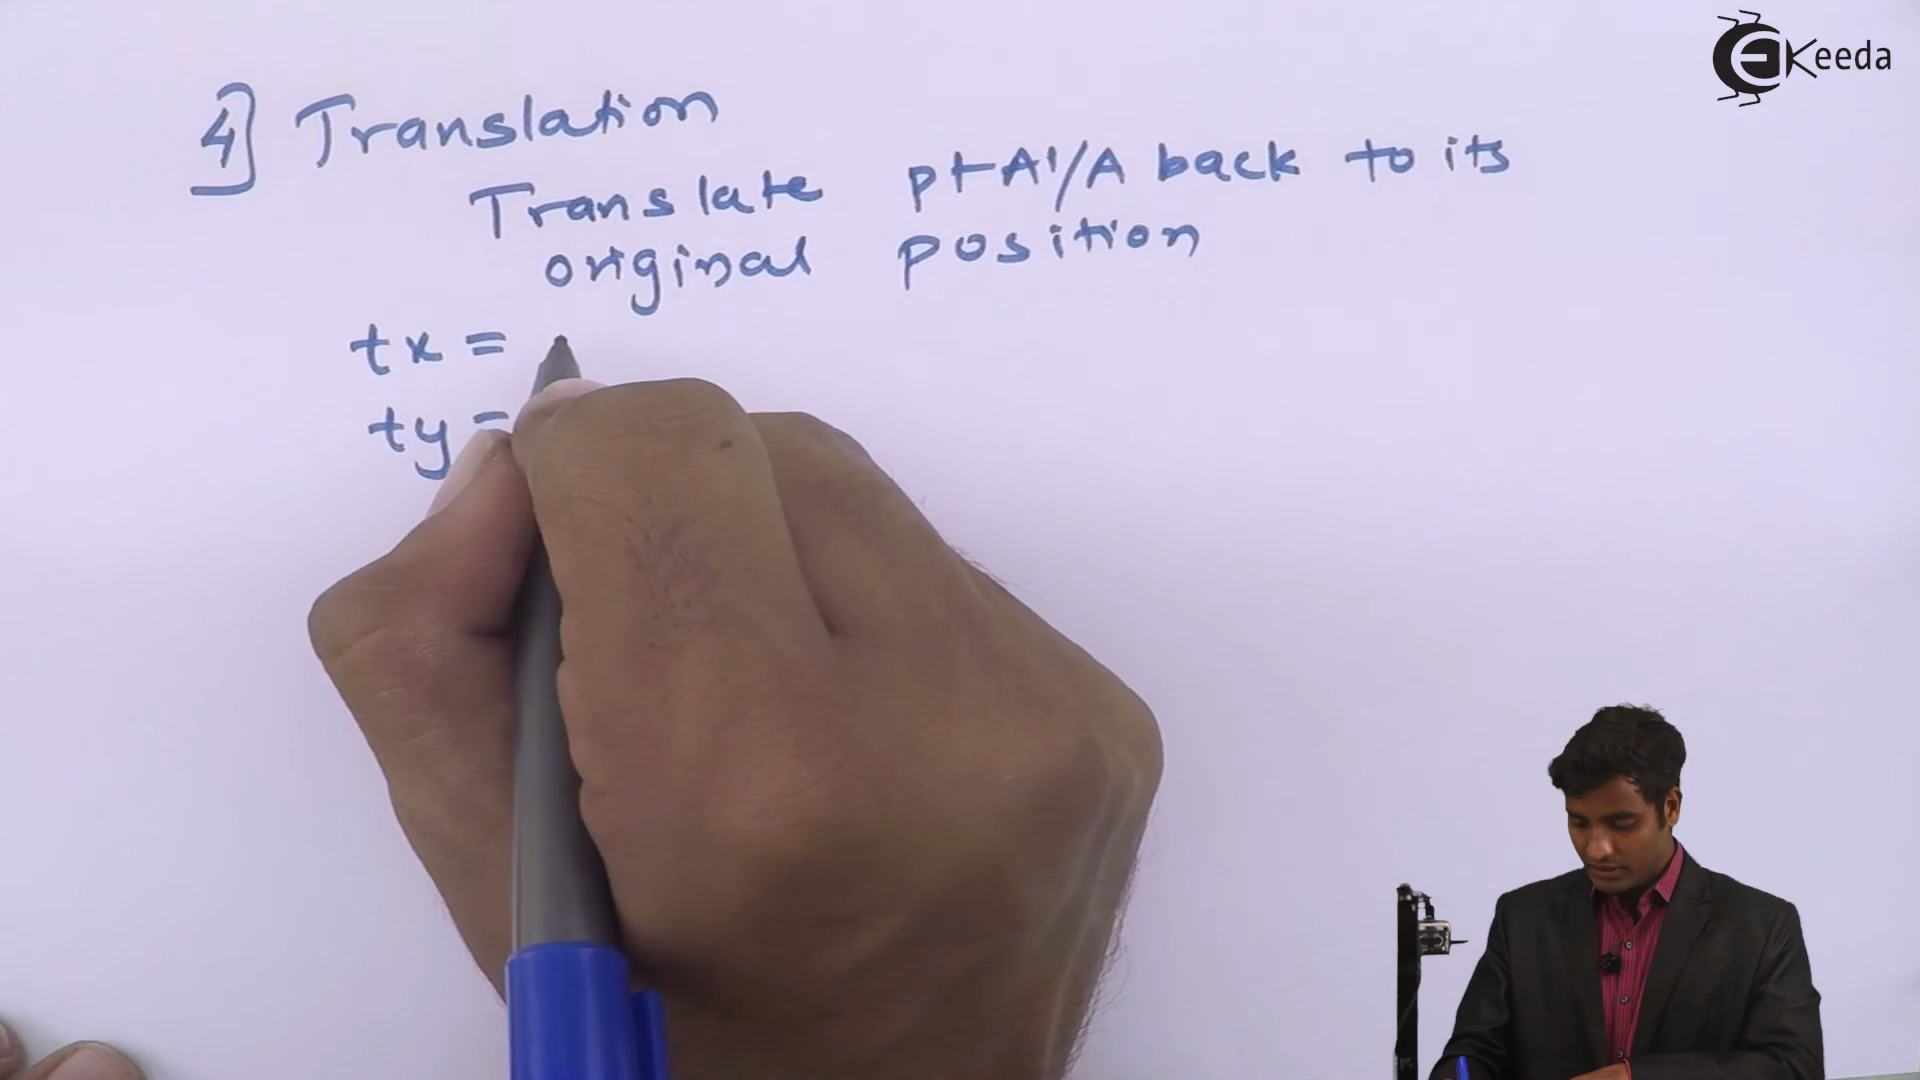 Keeda
4] Translation
Translate pt A'/A back to its
original position
tx =
ty =